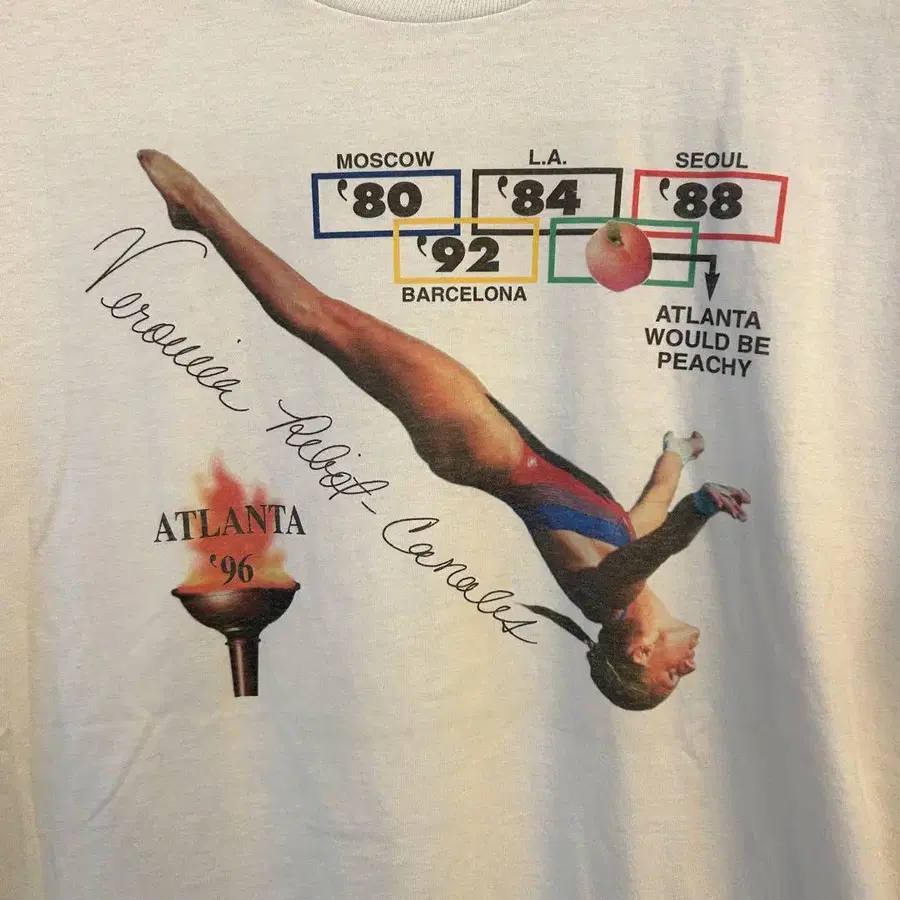 MOSCOW
L.A.
SEOUL
'80
'84
'88
'92
BARCELONA
ATLANTA
WOULD BE
PEACHY
Veronica Ribot-Canales
ATLANTA
'96